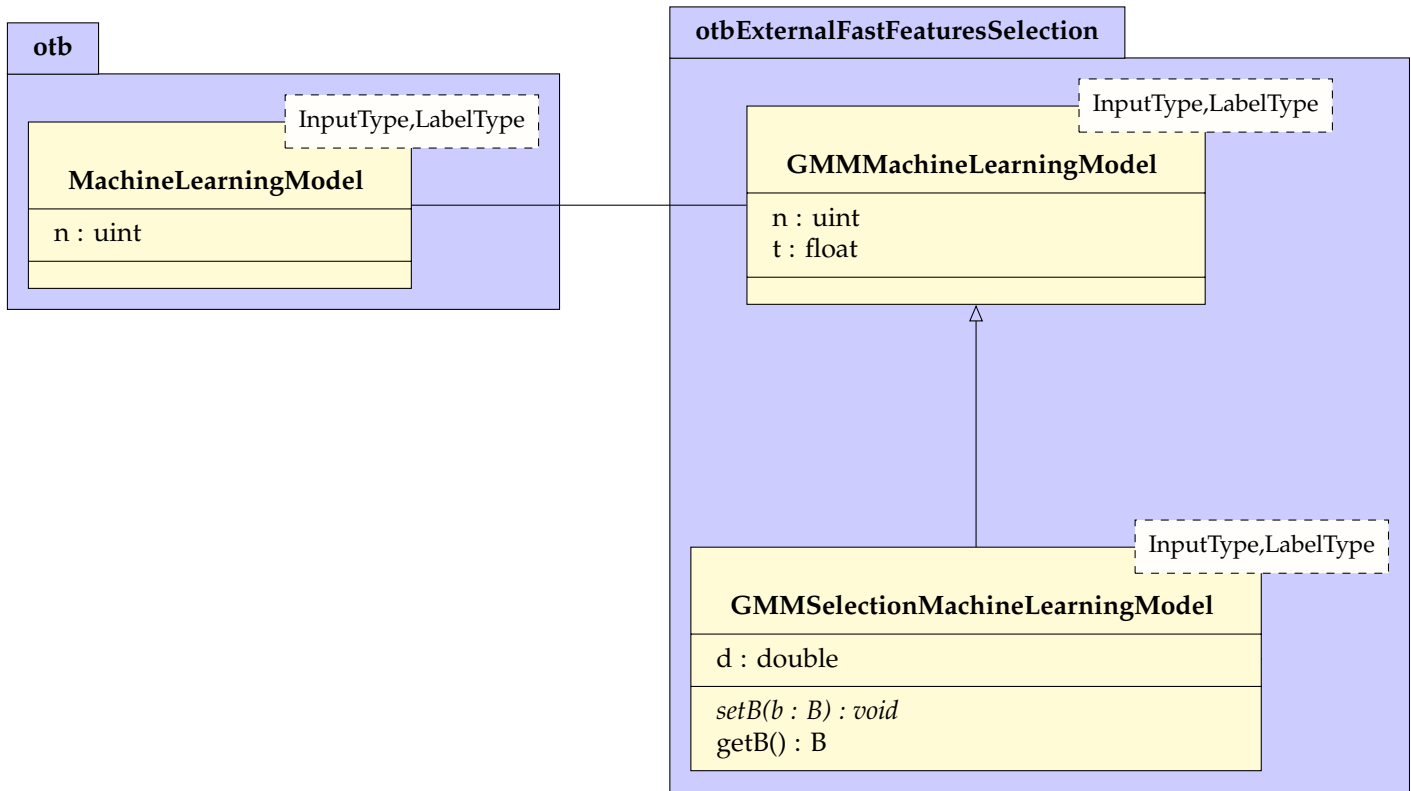 otb
InputType,LabelType
MachineLearningModel
n : uint
otbExternalFastFeaturesSelection
InputType,LabelType
GMMMachineLearningModel
n : uint
t : float
InputType,LabelType
GMMSelectionMachineLearningModel
d : double
setB(b : B) : void
getB() : B